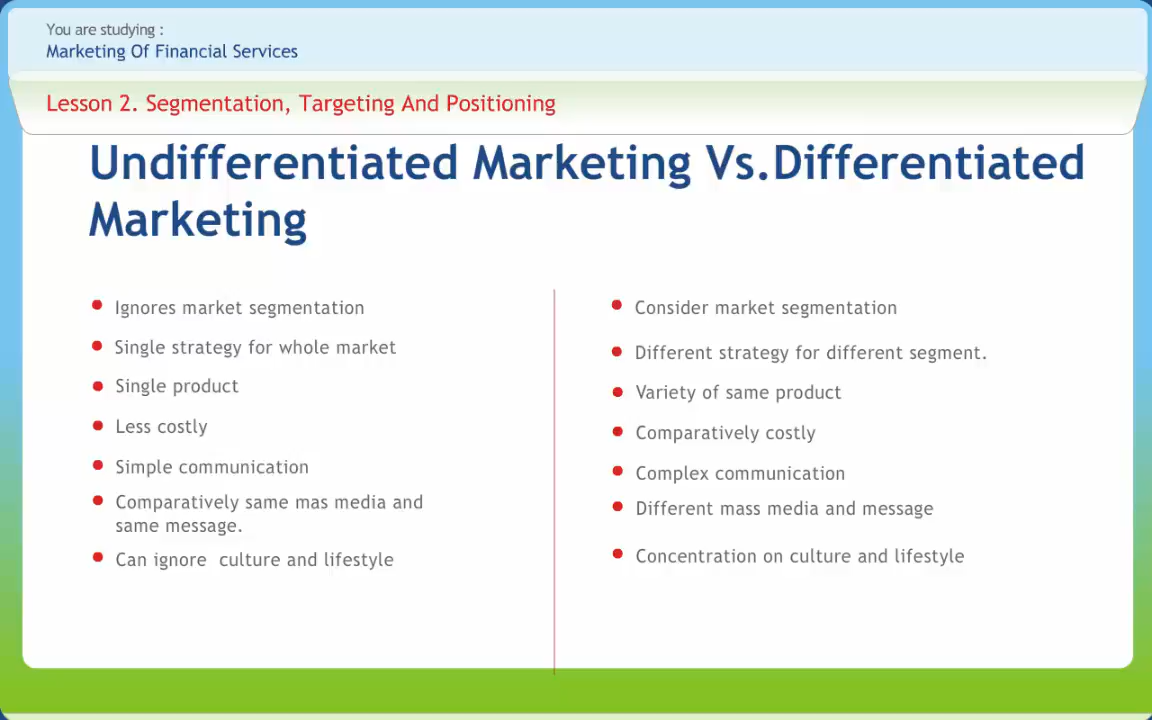 You are studying :
Marketing Of Financial Services
Lesson 2. Segmentation, Targeting And Positioning
Undifferentiated Marketing Vs.Differentiated
Marketing
Ignores market segmentation
Single strategy for whole market
Single product
Less costly
Simple communication
Comparatively same mas media and
same message.
Can ignore  culture and lifestyle
Consider market segmentation
Different strategy for different segment.
Variety of same product
Comparatively costly
Complex communication
Different mass media and message
Concentration on culture and lifestyle